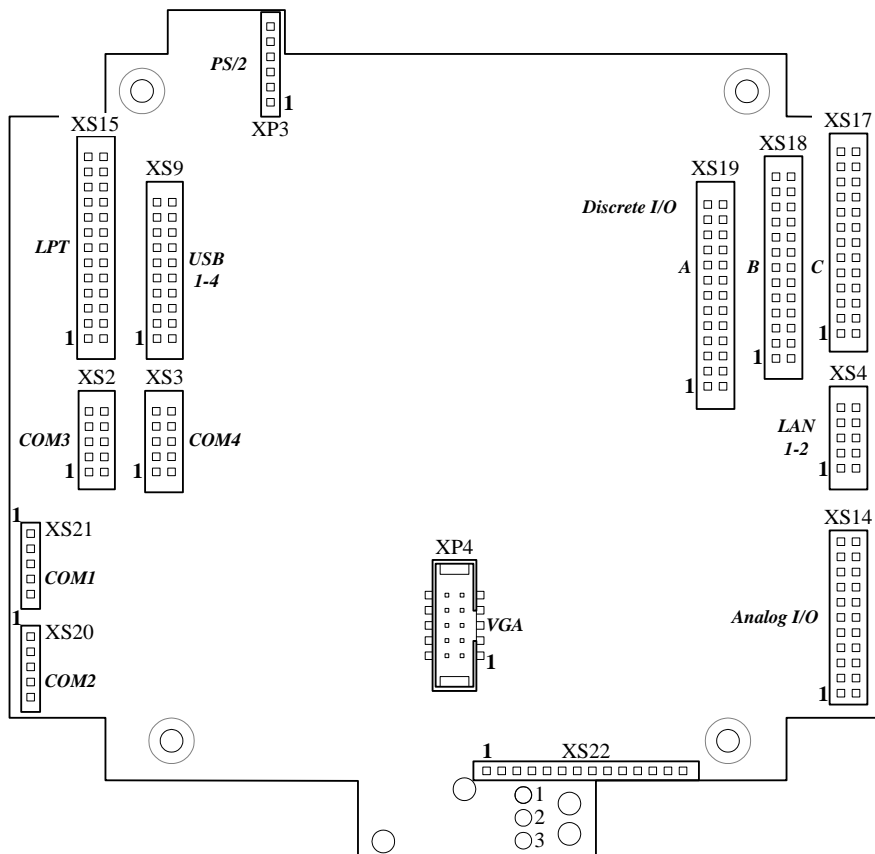 PS/2
1
XP3
XS15
LPT
1
XS9
USB
1-4
1
XS19
Discrete I/O
A
1
XS18
B
1
XS17
C
1
XS2
COM3
1
XS3
COM4
1
XS4
LAN
1-2
1
1
XS21
COM1
1
XS20
COM2
XP4
VGA
1
XS14
Analog I/O
1
1
XS22
1
2
3